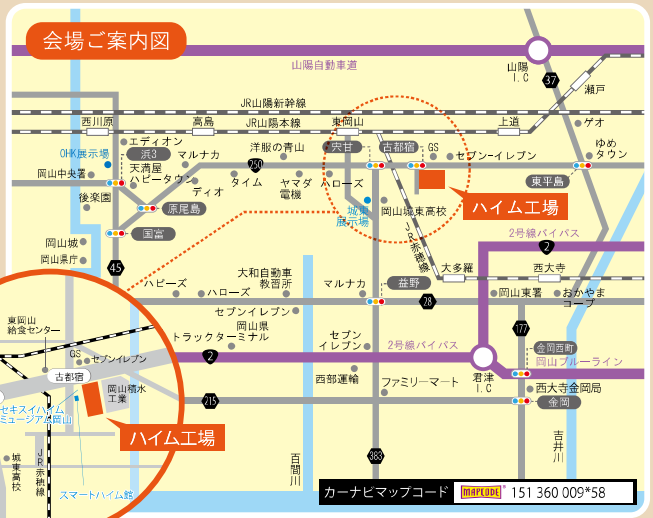 会場ご案内図
山陽自動車道
山陽
I.C
37
瀬戸
JR山陽新幹線
西川原
高島
JR山陽本線
東岡山
上道
ゲオ
エディオン
OHK展示場
浜3
マルナカ
洋服の青山
宍甘
古都宿
GS
セブン-イレブン
ゆめ
タウン
岡山中央署
天満屋
ハピータウン
250
後楽園
ディオ
タイム
ヤマダ
電機
ハローズ
東平島
原尾島
城東
展示場
岡山城東高校
ハイム工場
国富
岡山城
岡山県庁
JR赤穂線
2号線バイパス
2
45
大多羅
西大寺
ハピーズ
ハローズ
大和自動車
教習所
マルナカ
益野
28
岡山東署
おかやま
コープ
セブンイレブン
岡山県
トラックターミナル
177
東岡山
給食センター
GS
セブンイレブン
2
セブン
イレブン
2号線バイパス
金岡西町
岡山ブルーライン
古都宿
西部運輸
ファミリーマート
君津
I.C
西大寺金岡局
金岡
岡山積水
工業
セキスイハイム
ミュージアム岡山
215
ハイム工場
城東高校
JR赤穂線
スマートハイム館
百間川
383
吉井川
カーナビマップコード
MAPCODE
151 360 009*58